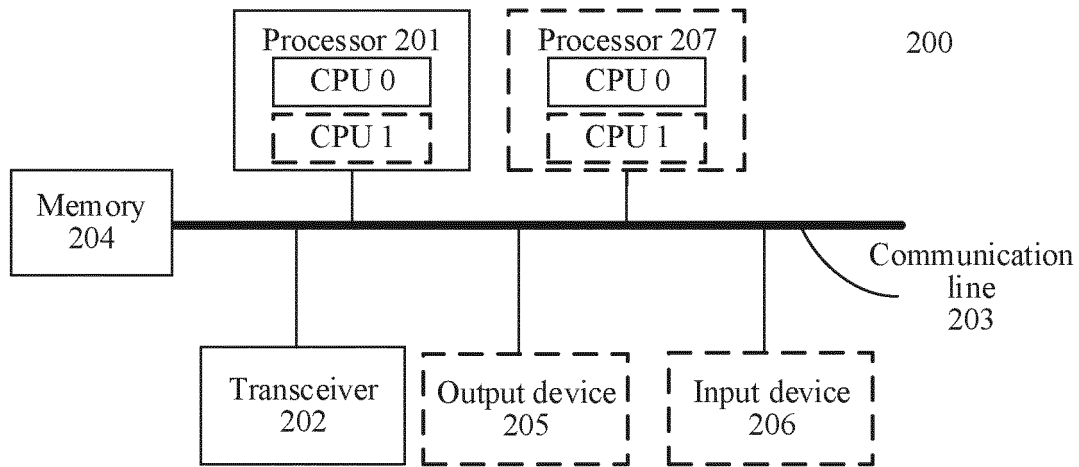 Processor 201
CPU 0
CPU 1
Processor 207
CPU 0
CPU 1
200
Memory
204
Communication
line
203
Transceiver
202
Output device
205
Input device
206